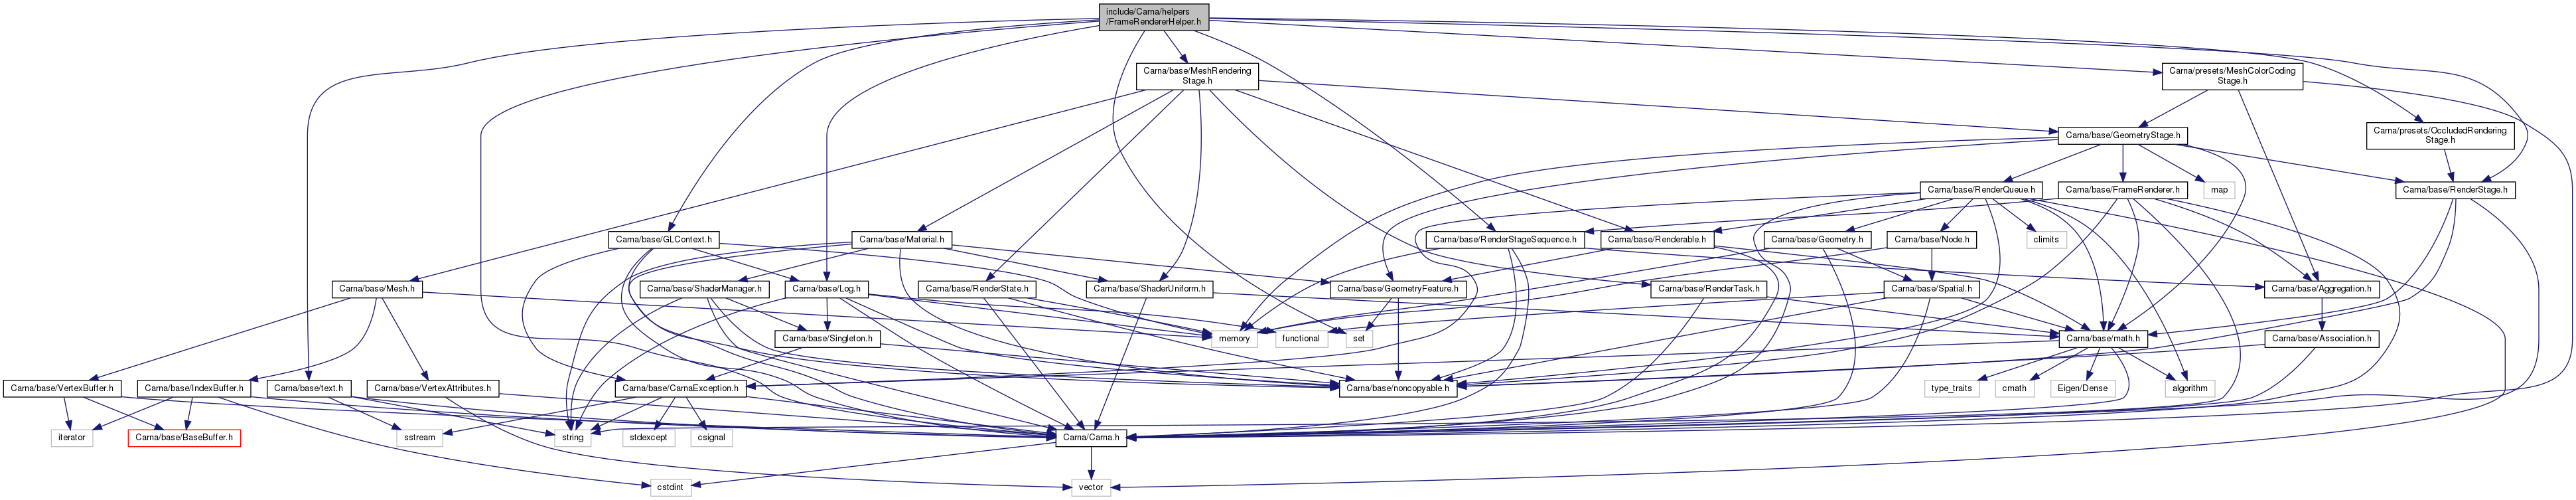 include/Carna/helpers
/FrameRendererHelper.h
Carna/base/MeshRendering
Stage.h
Carna/presets/MeshColorCoding
Stage.h
Carna/base/GeometryStage.h
Carna/presets/OccludedRendering
Stage.h
Carna/base/RenderQueue.h
Carna/base/FrameRenderer.h
map
Carna/base/RenderStage.h
Carna/base/GLContext.h
Carna/base/Material.h
Carna/base/RenderStageSequence.h
Carna/base/Renderable.h
Carna/base/Geometry.h
Carna/base/Node.h
climits
Carna/base/Mesh.h
Carna/base/ShaderManager.h
Carna/base/Log.h
Carna/base/RenderState.h
Carna/base/ShaderUniform.h
Carna/base/GeometryFeature.h
Carna/base/RenderTask.h
Carna/base/Spatial.h
Carna/base/Aggregation.h
Carna/base/Singleton.h
memory
functional
set
Carna/base/math.h
Carna/base/Association.h
Carna/base/VertexBuffer.h
Carna/base/IndexBuffer.h
Carna/base/text.h
Carna/base/VertexAttributes.h
Carna/base/CarnaException.h
Carna/base/noncopyable.h
type_traits
cmath
Eigen/Dense
algorithm
iterator
Carna/base/BaseBuffer.h
sstream
string
stdexcept
csignal
Carna/Carna.h
cstdint
vector